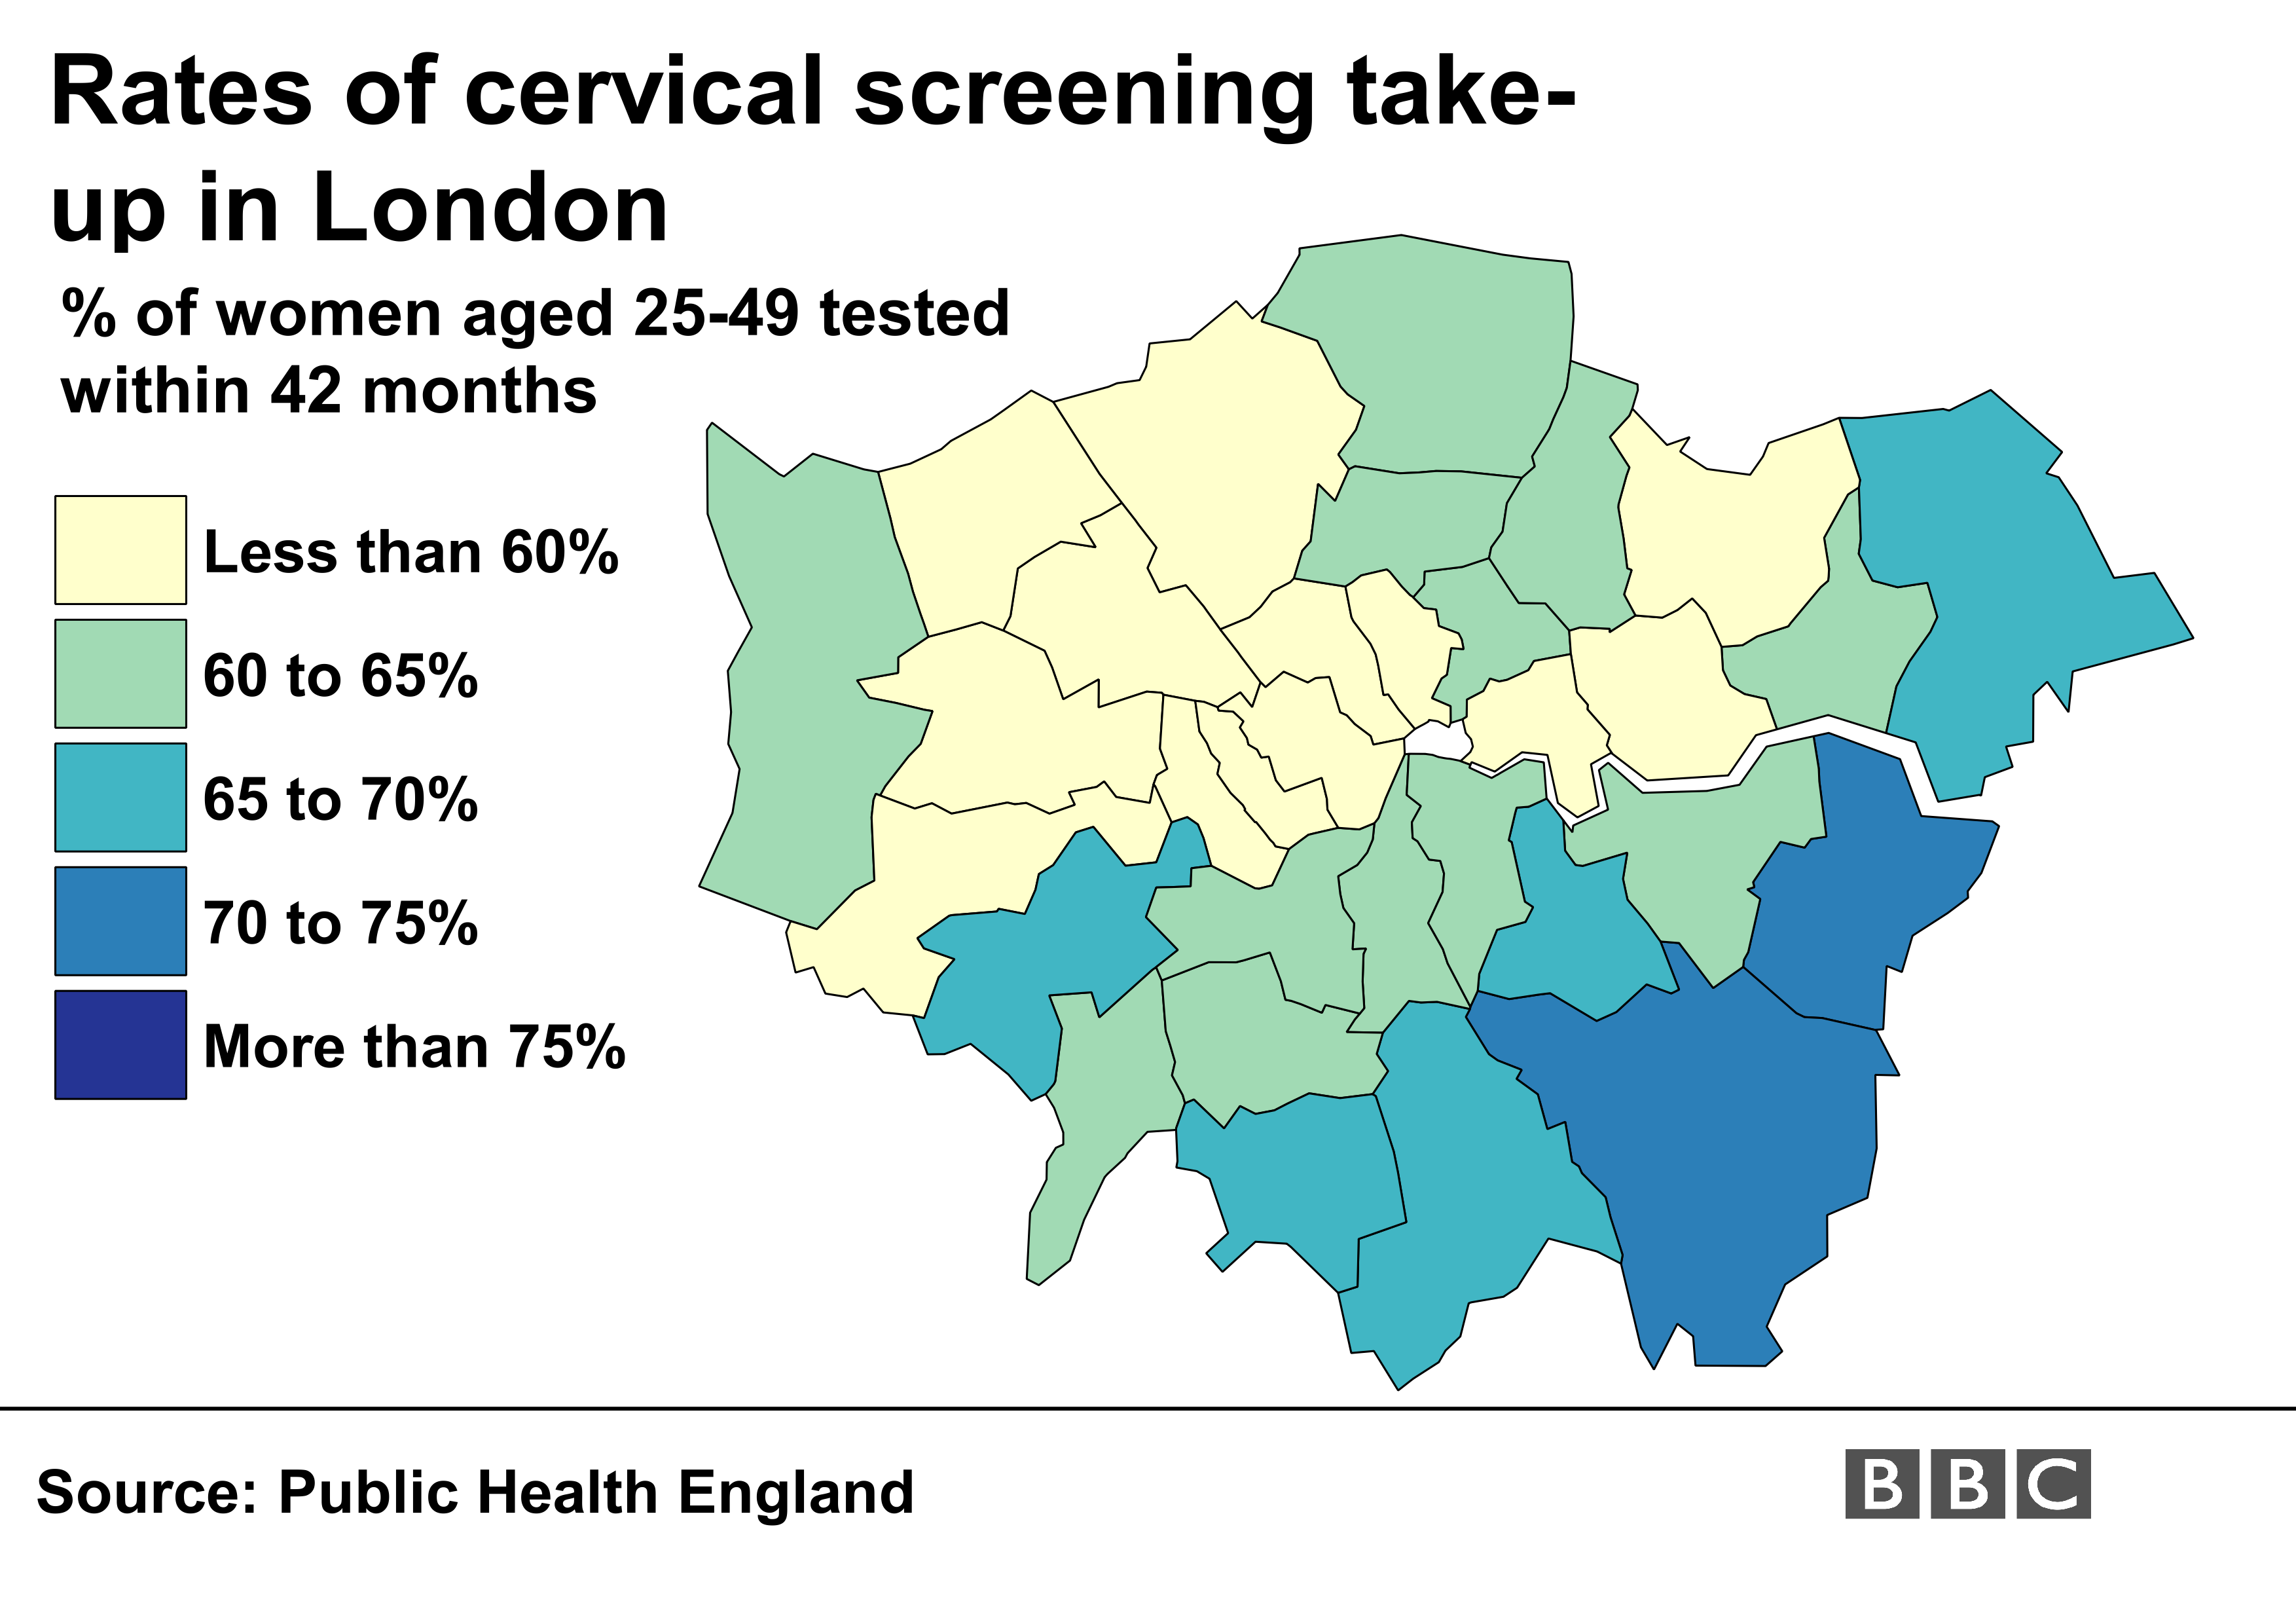 Rates of cervical screening take-
up in London
% of women aged 25-49 tested
within 42 months
Less than 60%
60 to 65%
65 to 70%
70 to 75%
More than 75%
Source: Public Health England
BBC